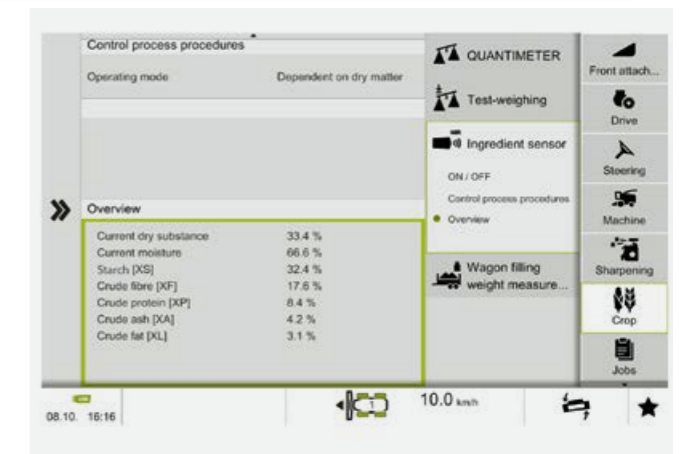 Control process procedures
Operating mode Dependent on dry matter
Overview
Current dry substance 33.4 %
Current moisture 66.6 %
Starch [XS] 32.4 %
Crude fibre [XF] 17.6 %
Crude protein [XP] 8.4 %
Crude ash [XA] 4.2 %
Crude fat [XL] 3.1 %
QUANTIMETER
Test-weighing
Ingredient sensor
ON / OFF
Control process procedures
Overview
Wagon filling
weight measure...
Front attach...
Drive
Steering
Machine
Sharpening
Crop
Jobs
08.10. 16:16
1
10.0 km/h